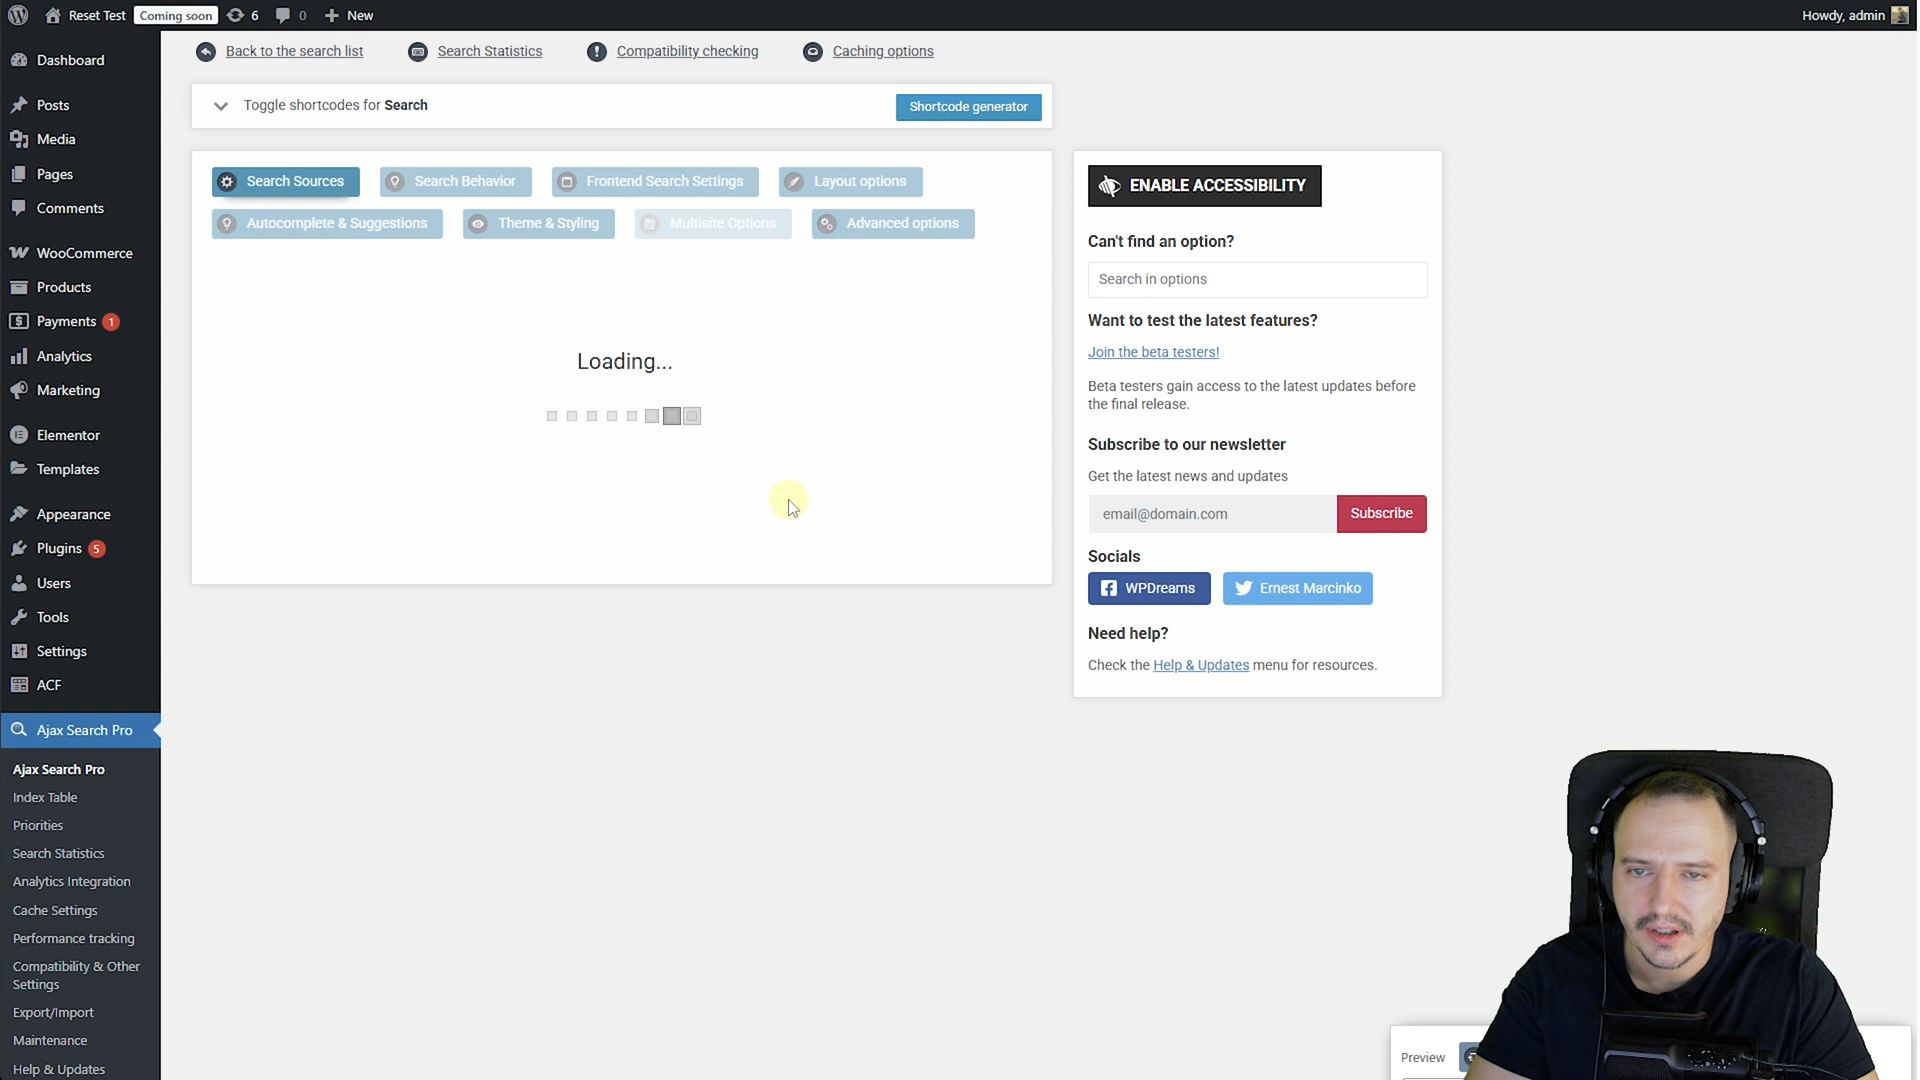 Reset Test
Coming soon
6
0
New
Howdy, admin
Dashboard
Posts
Media
Pages
Comments
WooCommerce
Products
Payments 1
Analytics
Marketing
Elementor
Templates
Appearance
Plugins 5
Users
Tools
Settings
ACF
Ajax Search Pro
Ajax Search Pro
Index Table
Priorities
Search Statistics
Analytics Integration
Cache Settings
Performance tracking
Compatibility & Other
Settings
Export/Import
Maintenance
Help & Updates
Back to the search list
Search Statistics
Compatibility checking
Caching options
Toggle shortcodes for Search
Shortcode generator
Search Sources
Search Behavior
Frontend Search Settings
Layout options
Autocomplete & Suggestions
Theme & Styling
Multisite Options
Advanced options
Loading...
ENABLE ACCESSIBILITY
Can't find an option?
Search in options
Want to test the latest features?
Join the beta testers!
Beta testers gain access to the latest updates before
the final release.
Subscribe to our newsletter
Get the latest news and updates
email@domain.com
Subscribe
Socials
WPDreams
Ernest Marcinko
Need help?
Check the Help & Updates menu for resources.
Preview